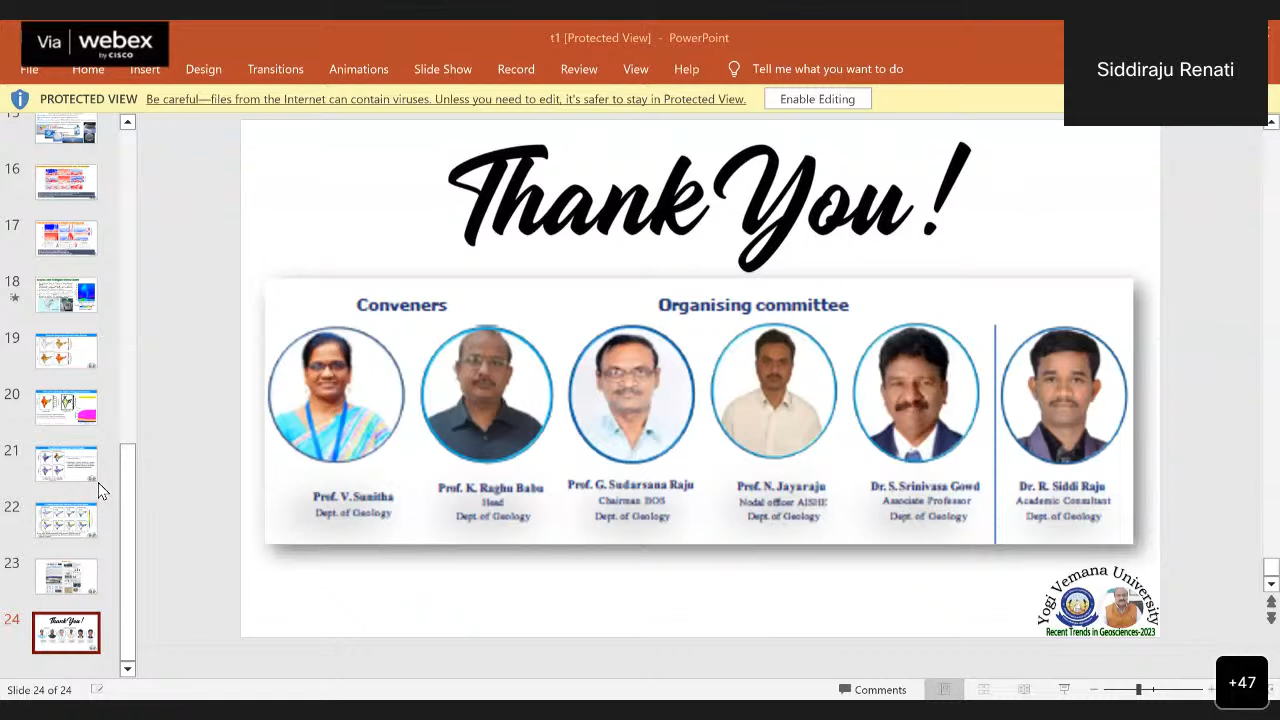 Via webex
by CISCO
t1 [Protected View] - PowerPoint
Siddiraju Renati
File Home Insert Design Transitions Animations Slide Show Record Review View Help Tell me what you want to do
PROTECTED VIEW Be careful—files from the Internet can contain viruses. Unless you need to edit, it's safer to stay in Protected View. Enable Editing
16
17
18
19
20
21
22
23
24
Thank You!
Conveners Organising committee
Prof. V. Sunitha
Dept. of Geology
Prof. K. Raghu Babu
Head
Dept. of Geology
Prof. G. Sudarsana Raju
Chairman BOS
Dept. of Geology
Prof. N. Jayaraju
Nodal officer AISHE
Dept. of Geology
Dr. S. Srinivasa Gowd
Associate Professor
Dept. of Geology
Dr. R. Siddi Raju
Academic Consultant
Dept. of Geology
Yogi Vemana University
Recent Trends in Geosciences-2023
Slide 24 of 24
Comments
+47